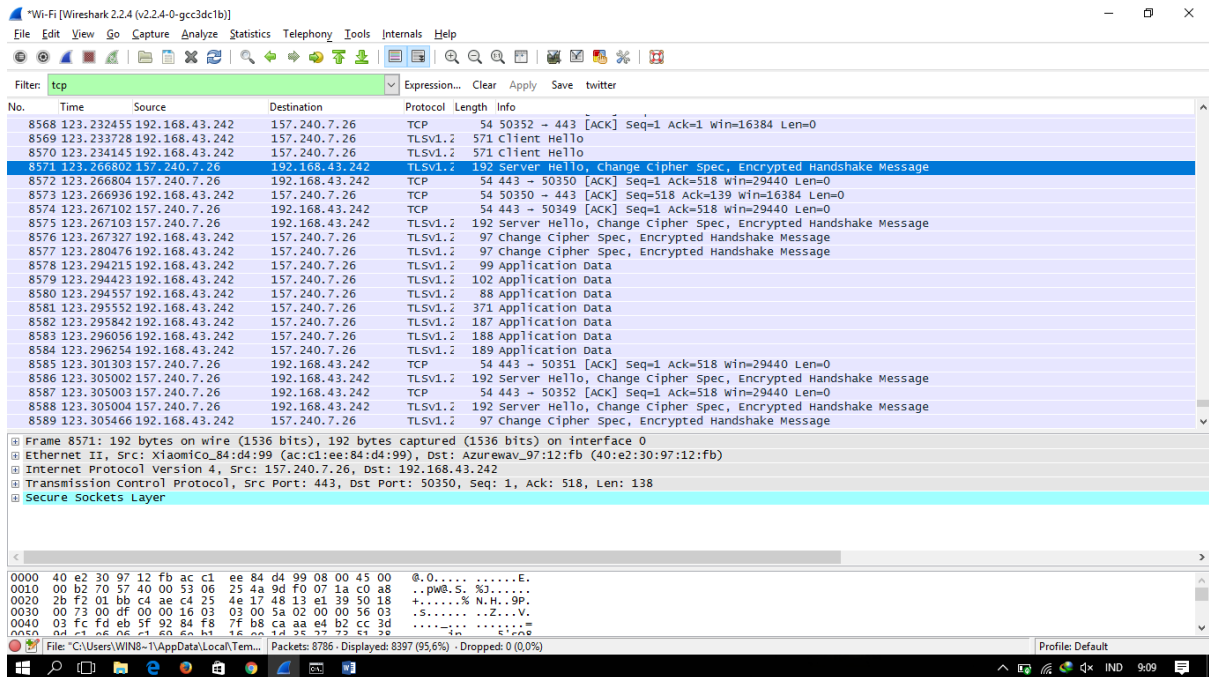 *Wi-Fi [Wireshark 2.2.4 (v2.2.4-0-gcc3dc1b)]
File Edit View Go Capture Analyze Statistics Telephony Tools Internals Help
Filter: tcp Expression... Clear Apply Save twitter
No. Time Source Destination Protocol Length Info
8568 123.232455 192.168.43.242 157.240.7.26 TCP 54 50352 → 443 [ACK] Seq=1 Ack=1 Win=16384 Len=0
8569 123.233728 192.168.43.242 157.240.7.26 TLSv1.2 571 Client Hello
8570 123.234145 192.168.43.242 157.240.7.26 TLSv1.2 571 Client Hello
8571 123.266802 157.240.7.26 192.168.43.242 TLSv1.2 192 Server Hello, Change Cipher Spec, Encrypted Handshake Message
8572 123.266804 157.240.7.26 192.168.43.242 TCP 54 443 → 50350 [ACK] Seq=1 Ack=518 Win=29440 Len=0
8573 123.266936 192.168.43.242 157.240.7.26 TCP 54 50350 → 443 [ACK] Seq=518 Ack=139 Win=16384 Len=0
8574 123.267102 157.240.7.26 192.168.43.242 TCP 54 443 → 50349 [ACK] Seq=1 Ack=518 Win=29440 Len=0
8575 123.267103 157.240.7.26 192.168.43.242 TLSv1.2 192 Server Hello, Change Cipher Spec, Encrypted Handshake Message
8576 123.267327 192.168.43.242 157.240.7.26 TLSv1.2 97 Change Cipher Spec, Encrypted Handshake Message
8577 123.280476 192.168.43.242 157.240.7.26 TLSv1.2 97 Change Cipher Spec, Encrypted Handshake Message
8578 123.294215 192.168.43.242 157.240.7.26 TLSv1.2 99 Application Data
8579 123.294423 192.168.43.242 157.240.7.26 TLSv1.2 102 Application Data
8580 123.294557 192.168.43.242 157.240.7.26 TLSv1.2 88 Application Data
8581 123.295552 192.168.43.242 157.240.7.26 TLSv1.2 371 Application Data
8582 123.295842 192.168.43.242 157.240.7.26 TLSv1.2 187 Application Data
8583 123.296056 192.168.43.242 157.240.7.26 TLSv1.2 188 Application Data
8584 123.296254 192.168.43.242 157.240.7.26 TLSv1.2 189 Application Data
8585 123.301303 157.240.7.26 192.168.43.242 TCP 54 443 → 50351 [ACK] Seq=1 Ack=518 Win=29440 Len=0
8586 123.305002 157.240.7.26 192.168.43.242 TLSv1.2 192 Server Hello, Change Cipher Spec, Encrypted Handshake Message
8587 123.305003 157.240.7.26 192.168.43.242 TCP 54 443 → 50352 [ACK] Seq=1 Ack=518 Win=29440 Len=0
8588 123.305004 157.240.7.26 192.168.43.242 TLSv1.2 192 Server Hello, Change Cipher Spec, Encrypted Handshake Message
8589 123.305466 192.168.43.242 157.240.7.26 TLSv1.2 97 Change Cipher Spec, Encrypted Handshake Message
Frame 8571: 192 bytes on wire (1536 bits), 192 bytes captured (1536 bits) on interface 0
Ethernet II, Src: XiaomiCo_84:d4:99 (ac:c1:ee:84:d4:99), Dst: Azurewav_97:12:fb (40:e2:30:97:12:fb)
Internet Protocol Version 4, Src: 157.240.7.26, Dst: 192.168.43.242
Transmission Control Protocol, Src Port: 443, Dst Port: 50350, Seq: 1, Ack: 518, Len: 138
Secure Sockets Layer
0000 40 e2 30 97 12 fb ac c1 ee 84 d4 99 08 00 45 00 @.0..... ......E.
0010 00 b2 70 57 40 00 53 06 25 4a 9d f0 07 1a c0 a8 ..pW@.S. %J......
0020 2b f2 01 bb c4 ae c4 25 4e 17 48 13 e1 39 50 18 +......% N.H..9P.
0030 00 73 00 df 00 00 16 03 03 00 5a 02 00 00 56 03 .s...... ..Z...V.
0040 03 fc fd eb 5f 92 84 f8 7f b8 ca aa e4 b2 cc 3d ...._... .......=
File: "C:\Users\WIN8~1\AppData\Local\Tem... Packets: 8786 · Displayed: 8397 (95,6%) · Dropped: 0 (0,0%) Profile: Default
IND 9:09